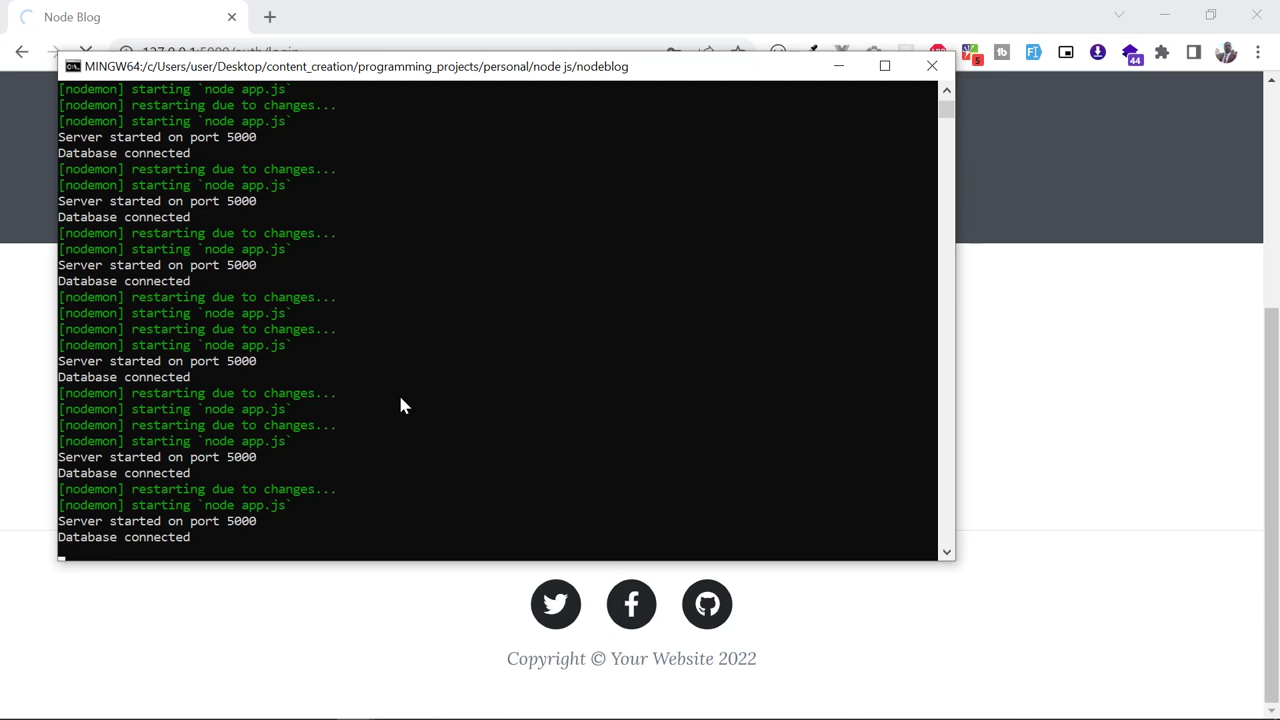 Node Blog
127.0.0.1:5000/auth/login
5
44
MINGW64:/c/Users/user/Desktop/content_creation/programming_projects/personal/node js/nodeblog
[nodemon] starting `node app.js`
[nodemon] restarting due to changes...
[nodemon] starting `node app.js`
Server started on port 5000
Database connected
[nodemon] restarting due to changes...
[nodemon] starting `node app.js`
Server started on port 5000
Database connected
[nodemon] restarting due to changes...
[nodemon] starting `node app.js`
Server started on port 5000
Database connected
[nodemon] restarting due to changes...
[nodemon] starting `node app.js`
[nodemon] restarting due to changes...
[nodemon] starting `node app.js`
Server started on port 5000
Database connected
[nodemon] restarting due to changes...
[nodemon] starting `node app.js`
[nodemon] restarting due to changes...
[nodemon] starting `node app.js`
Server started on port 5000
Database connected
[nodemon] restarting due to changes...
[nodemon] starting `node app.js`
Server started on port 5000
Database connected
Copyright © Your Website 2022